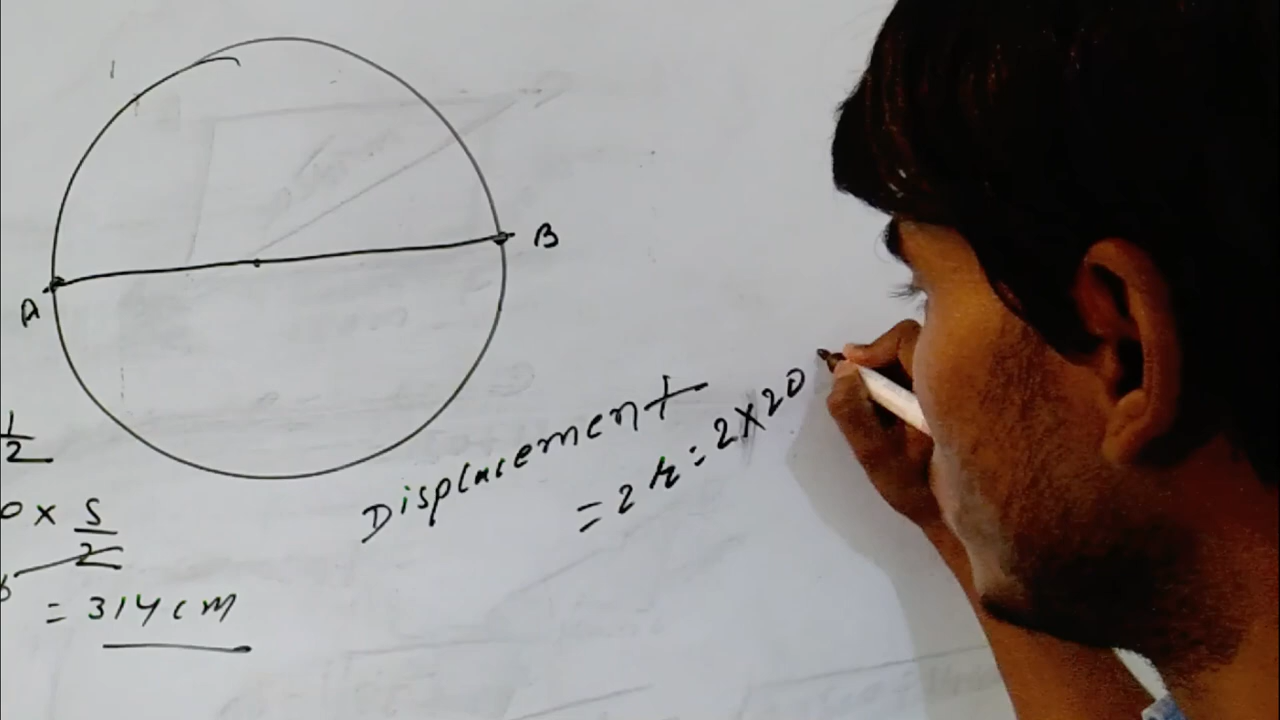 A
B
1
2
0 × 5
2
= 314 cm
Displacement
= 2r = 2×20